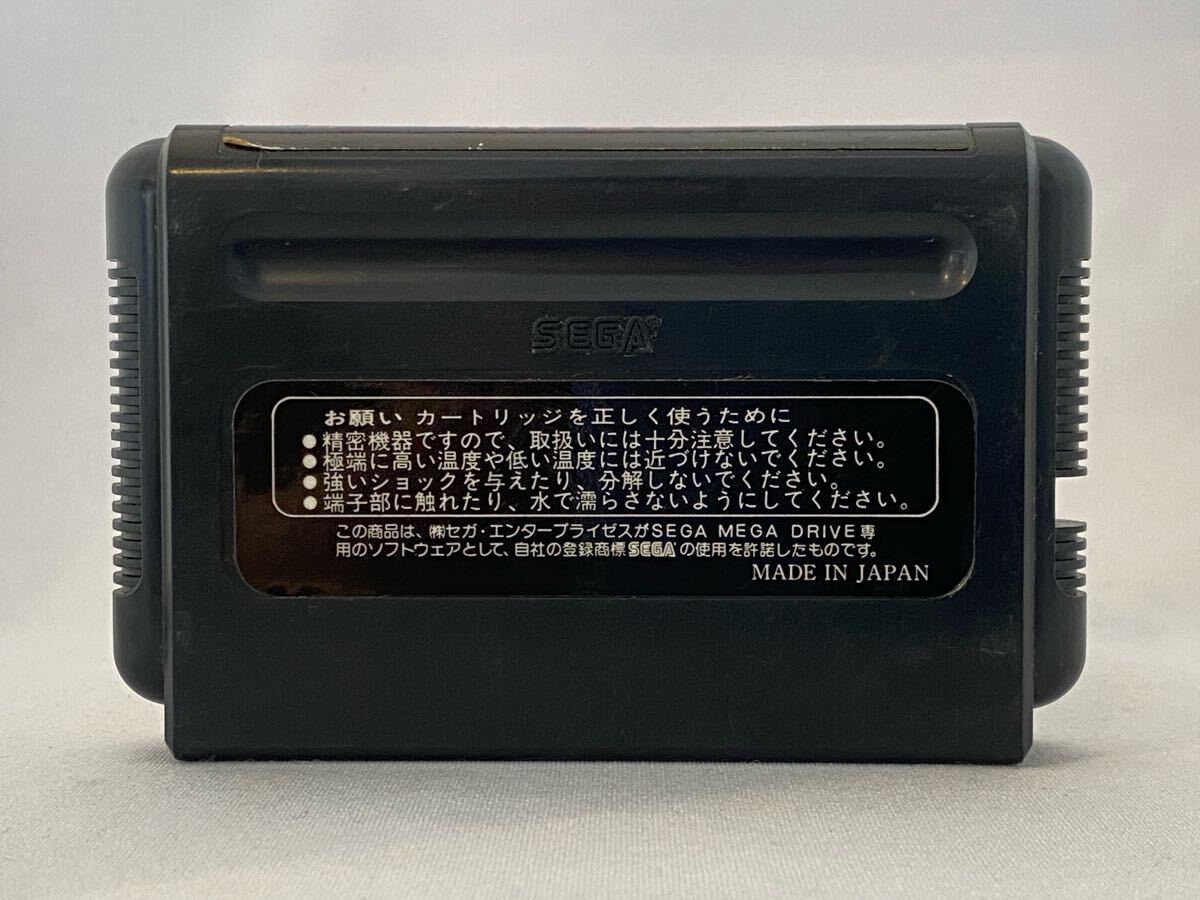 SEGA
お願い カートリッジを正しく使うために
●精密機器ですので、取扱いには十分注意してください。
●極端に高い温度や低い温度には近づけないでください。
●強いショックを与えたり、分解しないでください。
●端子部に触れたり、水で濡らさないようにしてください。
この商品は、㈱セガ・エンタープライゼスがSEGA MEGA DRIVE専
用のソフトウェアとして、自社の登録商標SEGAの使用を許諾したものです。
MADE IN JAPAN